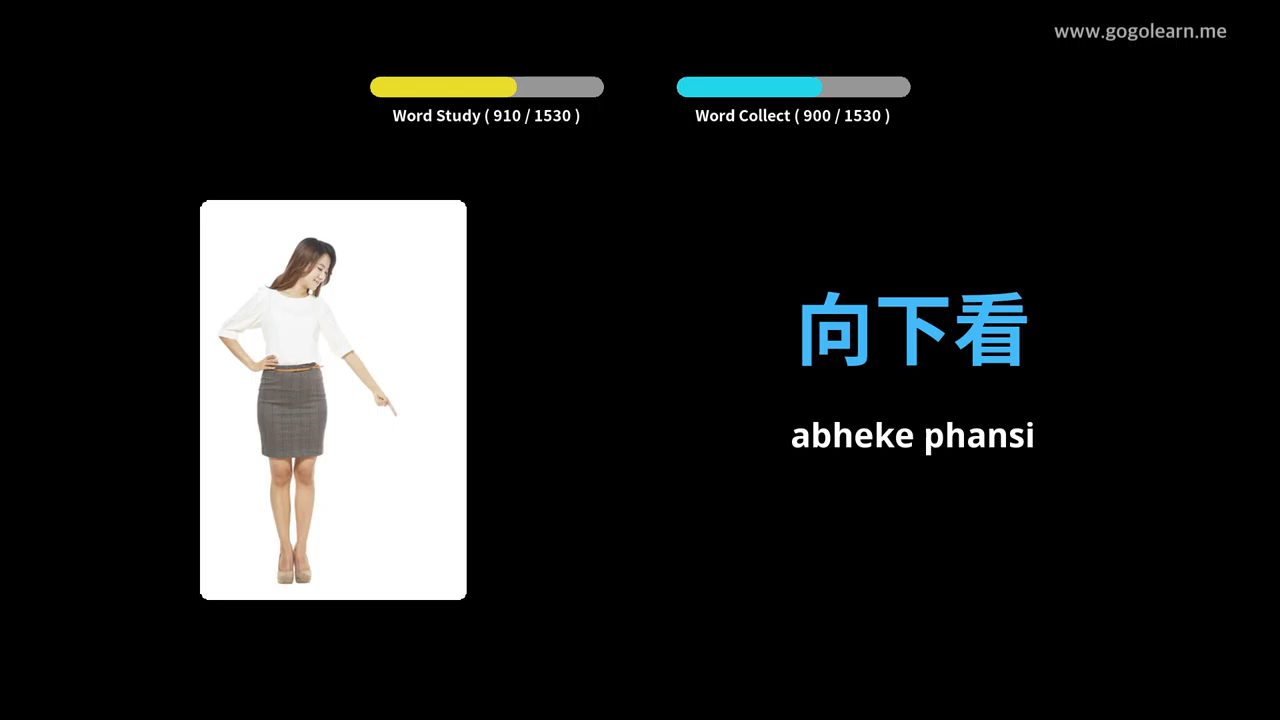 www.gogolearn.me
Word Study ( 910 / 1530 )
Word Collect ( 900 / 1530 )
向下看
abheke phansi